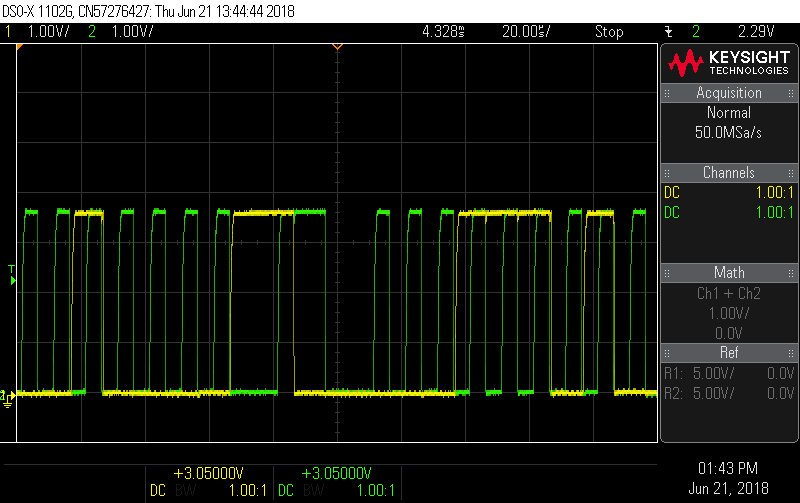 DSO-X 1102G, CN57276427: Thu Jun 21 13:44:44 2018
1 1.00V/ 2 1.00V/ 4.328ms 20.00s/ Stop 2 2.29V
KEYSIGHT
TECHNOLOGIES
Acquisition
Normal
50.0MSa/s
Channels
DC 1.00:1
DC 1.00:1
Math
Ch1 + Ch2
1.00V/
0.0V
Ref
R1: 5.00V/ 0.0V
R2: 5.00V/ 0.0V
T
+3.05000V +3.05000V
DC BW 1.00:1 DC BW 1.00:1
01:43 PM
Jun 21, 2018